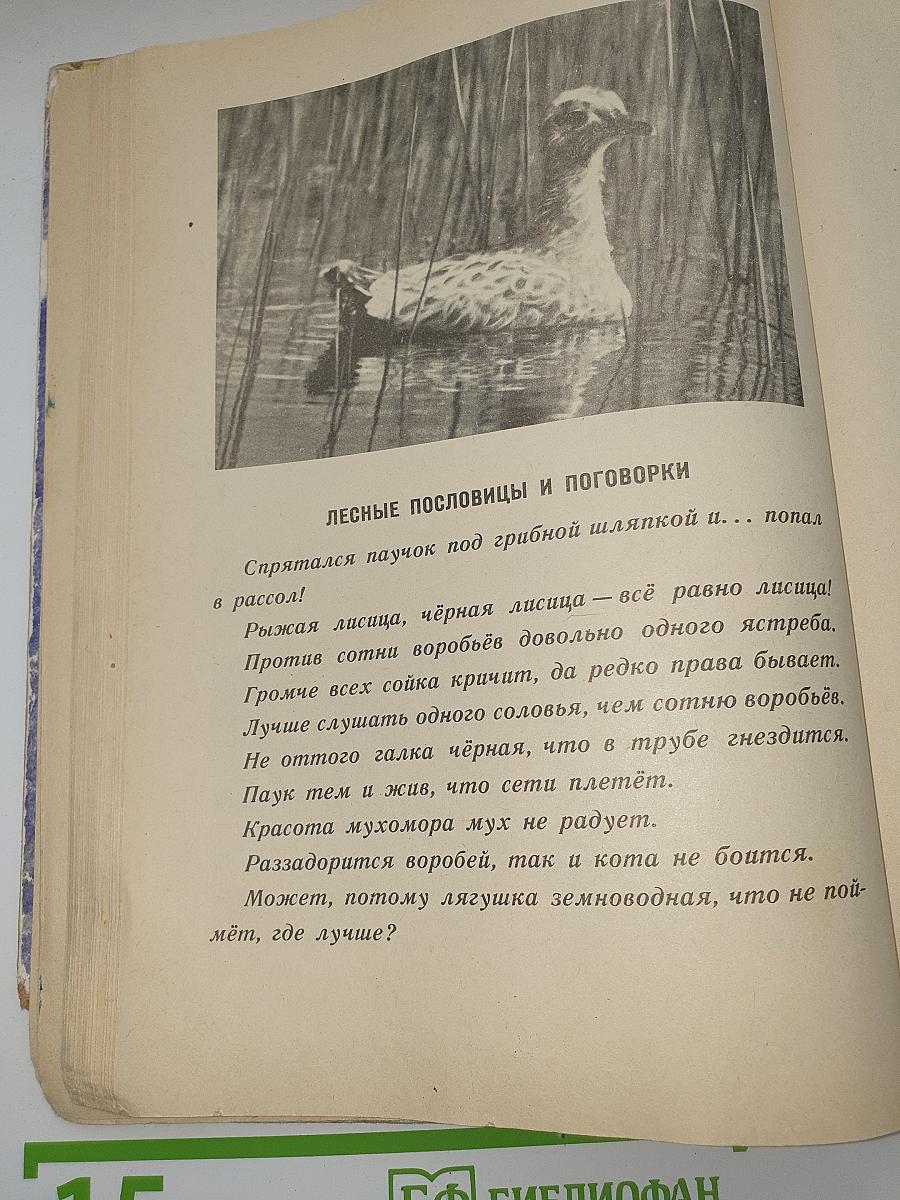 ЛЕСНЫЕ ПОСЛОВИЦЫ И ПОГОВОРКИ
Спрятался паучок под грибной шляпкой и... попал
в рассол!
Рыжая лисица, чёрная лисица — всё равно лисица!
Против сотни воробьёв довольно одного ястреба.
Громче всех сойка кричит, да редко права бывает.
Лучше слушать одного соловья, чем сотню воробьёв.
Не оттого галка чёрная, что в трубе гнездится.
Паук тем и жив, что сети плетёт.
Красота мухомора мух не радует.
Раззадорится воробей, так и кота не боится.
Может, потому лягушка земноводная, что не пой-
мёт, где лучше?
15
БФ БИБЛИОФАН